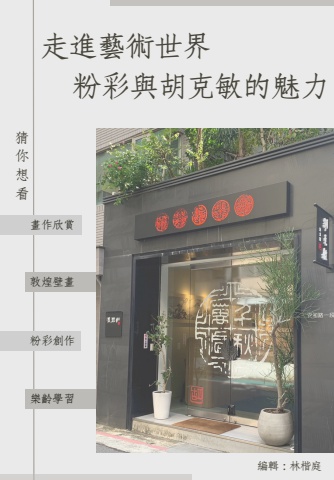 走進藝術世界
粉彩與胡克敏的魅力
猜你想看
畫作欣賞
敦煌壁畫
粉彩創作
樂齡學習
千秋
編輯：林楷庭